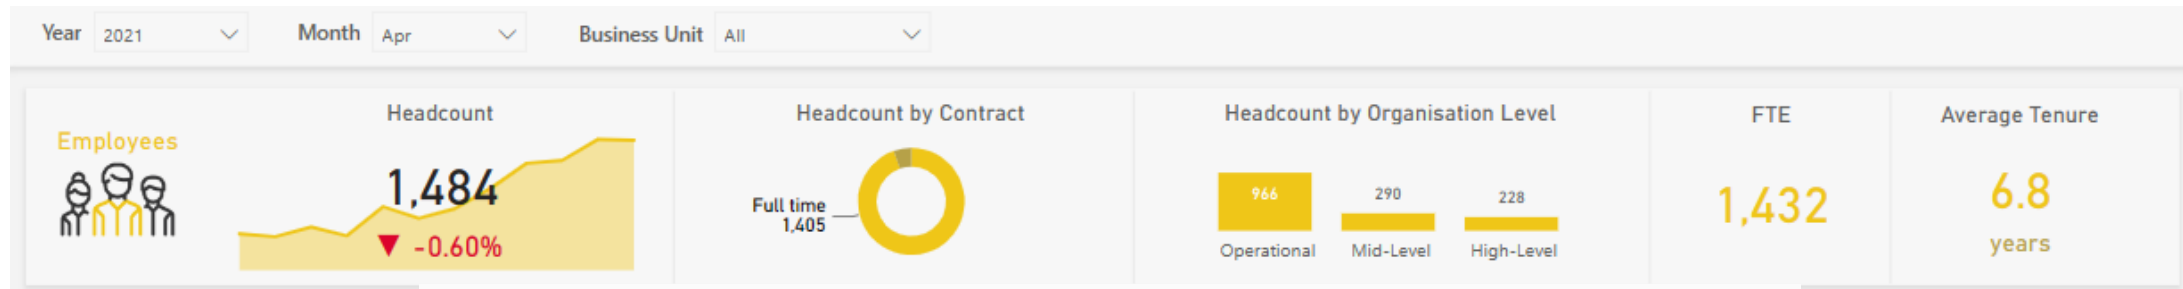 Year 2021 Month Apr Business Unit All
Employees
Headcount
1,484
-0.60%
Headcount by Contract
Full time
1,405
Headcount by Organisation Level
966 290 228
Operational Mid-Level High-Level
FTE
1,432
Average Tenure
6.8
years